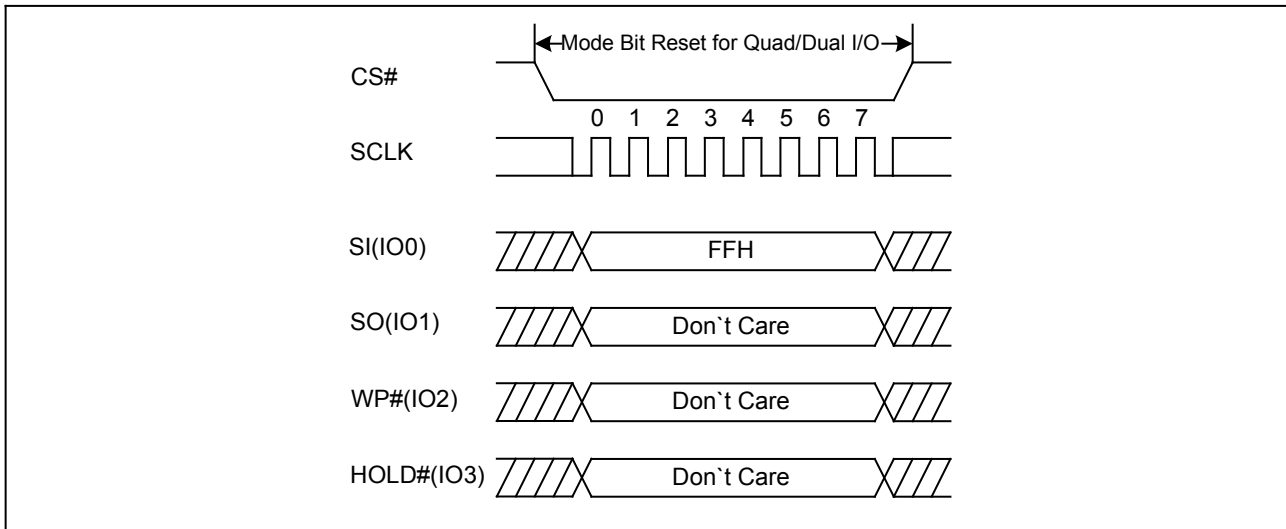 Mode Bit Reset for Quad/Dual I/O
CS#
0 1 2 3 4 5 6 7
SCLK
SI(IO0) FFH
SO(IO1) Don`t Care
WP#(IO2) Don`t Care
HOLD#(IO3) Don`t Care